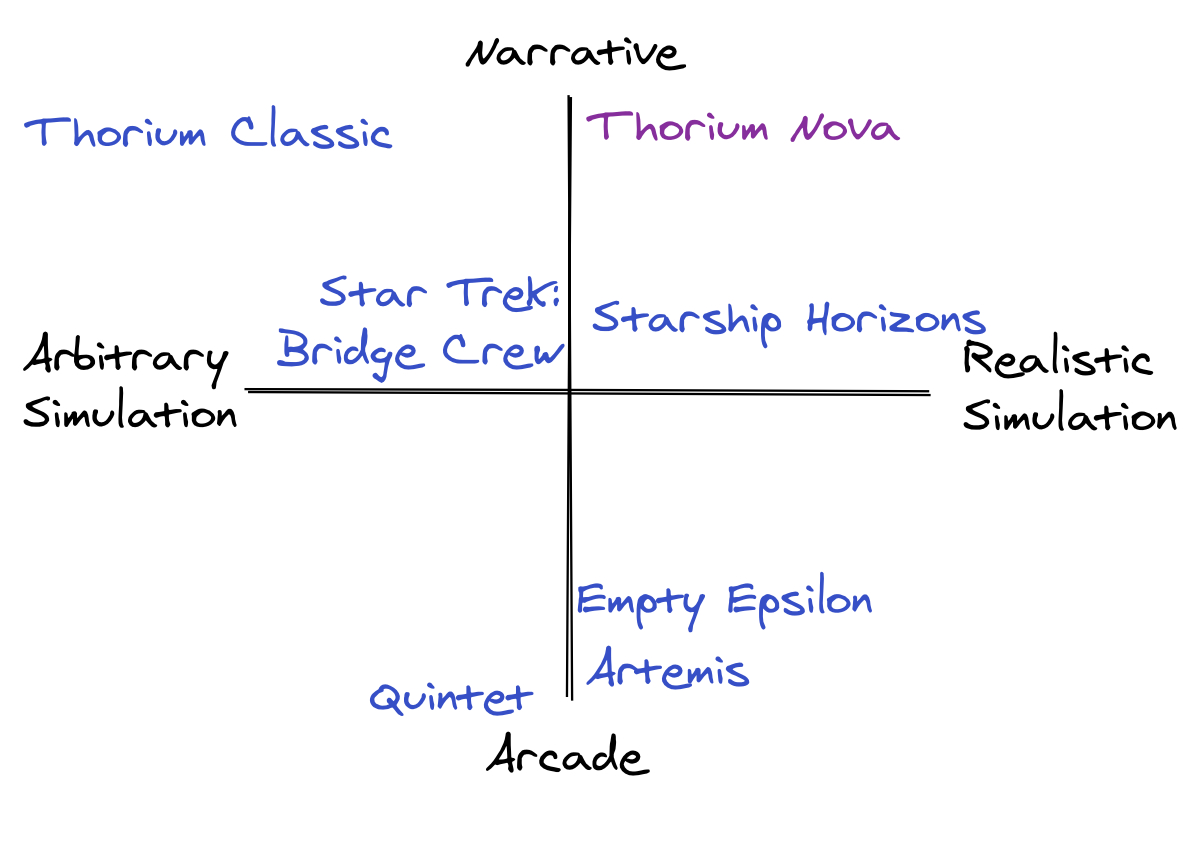 Narrative
Thorium Classic
Thorium Nova
Star Trek:
Bridge Crew
Starship Horizons
Arbitrary
Simulation
Realistic
Simulation
Empty Epsilon
Artemis
Quintet
Arcade